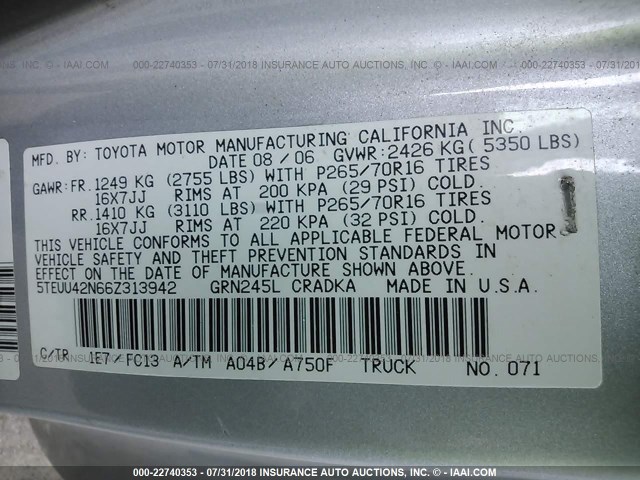 000-22740353 - 07/31/2018 INSURANCE AUTO AUCTIONS, INC. - © - IAAI.COM
MFD. BY: TOYOTA MOTOR MANUFACTURING CALIFORNIA INC.
DATE 08 / 06 GVWR:2426 KG( 5350 LBS)
GAWR:FR.1249 KG (2755 LBS) WITH P265/70R16 TIRES
16X7JJ RIMS AT 200 KPA (29 PSI) COLD.
RR.1410 KG (3110 LBS) WITH P265/70R16 TIRES
16X7JJ RIMS AT 220 KPA (32 PSI) COLD.
THIS VEHICLE CONFORMS TO ALL APPLICABLE FEDERAL MOTOR
VEHICLE SAFETY AND THEFT PREVENTION STANDARDS IN
EFFECT ON THE DATE OF MANUFACTURE SHOWN ABOVE.
5TEUU42N66Z313942 GRN245L CRADKA MADE IN U.S.A.
C/TR 1E7 / FC13 A/TM A04B/ A750F TRUCK NO. 071
000-22740353 - 07/31/2018 INSURANCE AUTO AUCTIONS, INC. - © - IAAI.COM